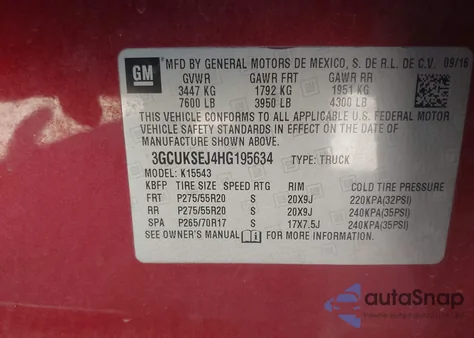 GM MFD BY GENERAL MOTORS DE MEXICO, S. DE R.L. DE C.V. 09/16
GVWR GAWR FRT GAWR RR
3447 KG 1792 KG 1951 KG
7600 LB 3950 LB 4300 LB
THIS VEHICLE CONFORMS TO ALL APPLICABLE U.S. FEDERAL MOTOR
VEHICLE SAFETY STANDARDS IN EFFECT ON THE DATE OF
MANUFACTURE SHOWN ABOVE.
3GCUKSEJ4HG195634 TYPE: TRUCK
MODEL: K15543
KBFP TIRE SIZE SPEED RTG RIM COLD TIRE PRESSURE
FRT P275/55R20 S 20X9J 220KPA(32PSI)
RR P275/55R20 S 20X9J 240KPA(35PSI)
SPA P265/70R17 S 17X7.5J 240KPA(35PSI)
SEE OWNER'S MANUAL FOR MORE INFORMATION
autoSnap